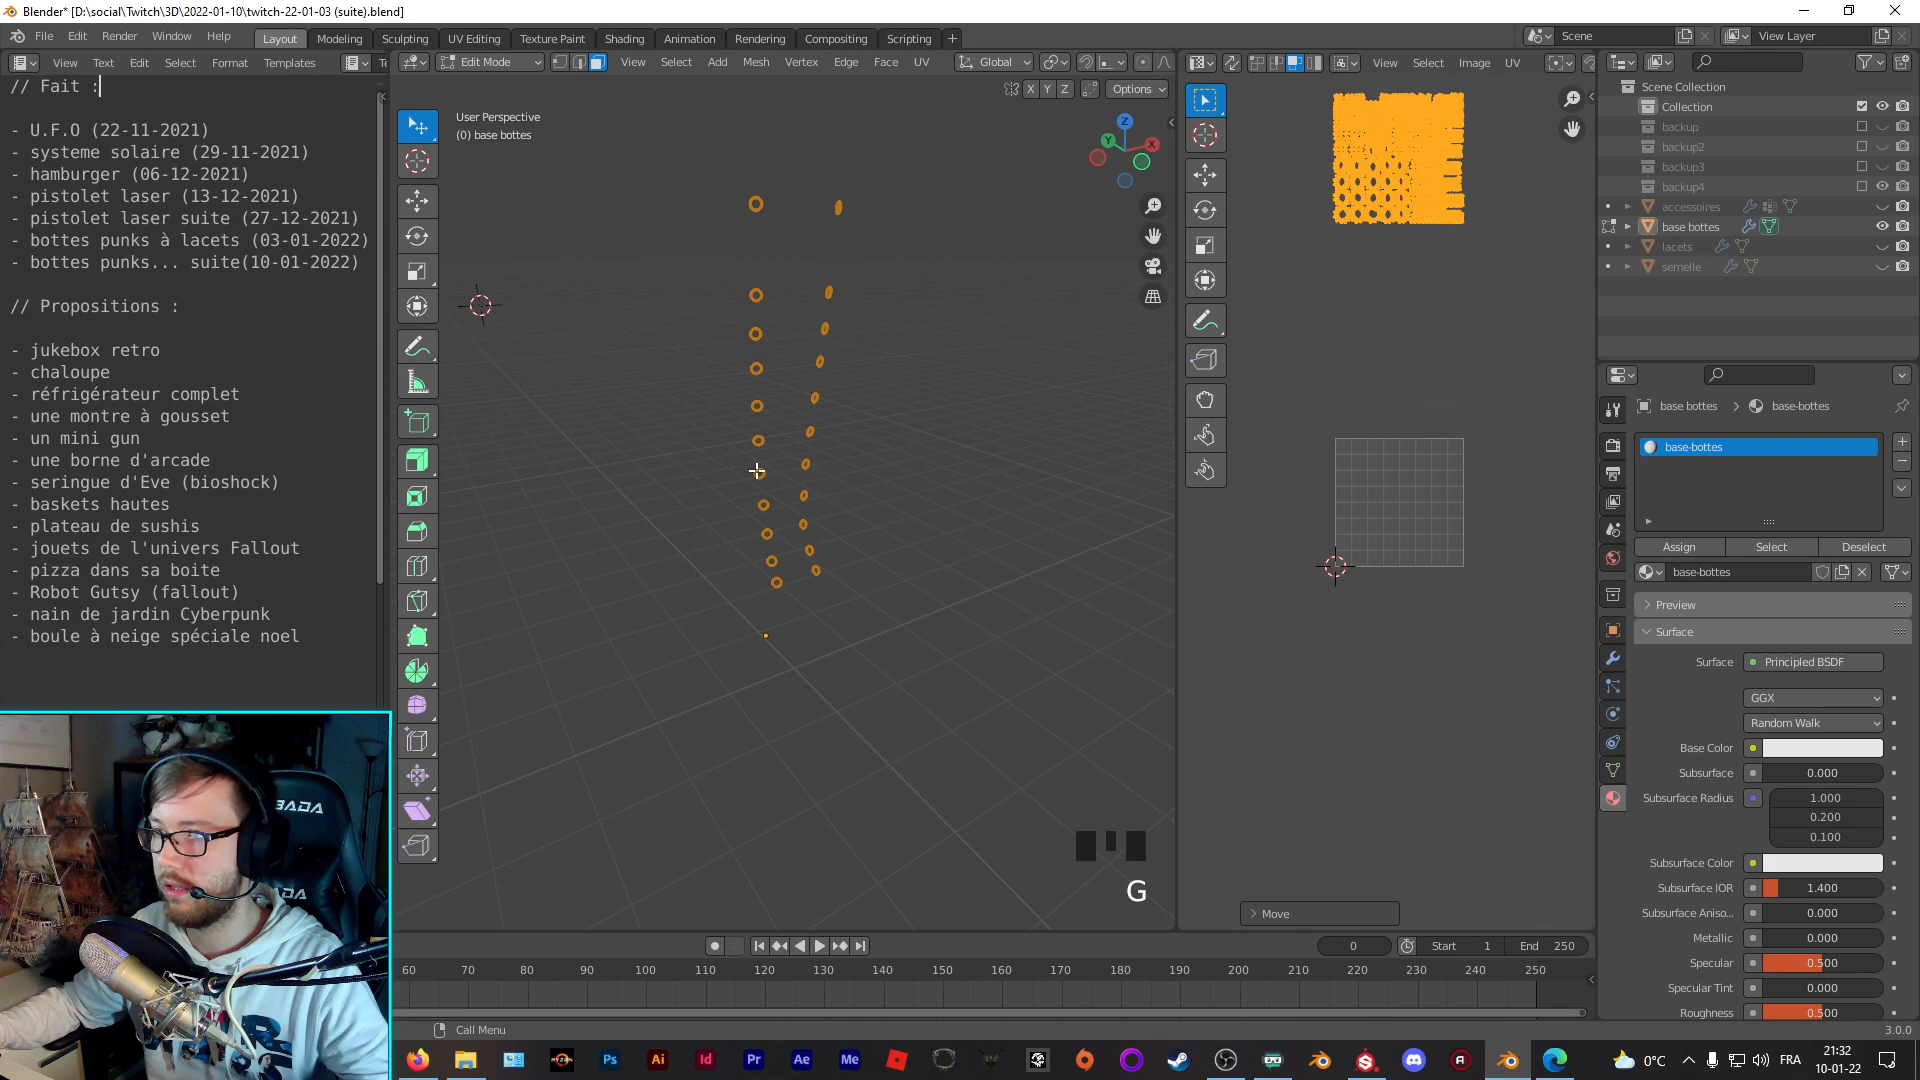 Blender* [D:\social\Twitch\3D\2022-01-10\twitch-22-01-03 (suite).blend]
File Edit Render Window Help
Layout Modeling Sculpting UV Editing Texture Paint Shading Animation Rendering Compositing Scripting
Scene
View Layer
View Text Edit Select Format Templates
Edit Mode
View Select Add Mesh Vertex Edge Face UV
Global
View Select Image UV
X Y Z
Options
// Fait :
- U.F.O (22-11-2021)
- systeme solaire (29-11-2021)
- hamburger (06-12-2021)
- pistolet laser (13-12-2021)
- pistolet laser suite (27-12-2021)
- bottes punks à lacets (03-01-2022)
- bottes punks... suite(10-01-2022)
// Propositions :
- jukebox retro
- chaloupe
- réfrigérateur complet
- une montre à gousset
- un mini gun
- une borne d'arcade
- seringue d'Eve (bioshock)
- baskets hautes
- plateau de sushis
- jouets de l'univers Fallout
- pizza dans sa boite
- Robot Gutsy (fallout)
- nain de jardin Cyberpunk
- boule à neige spéciale noel
User Perspective
(0) base bottes
Z
Y
X
G
Move
Scene Collection
Collection
backup
backup2
backup3
backup4
accessoires
base bottes
lacets
semelle
base bottes > base-bottes
base-bottes
Assign Select Deselect
base-bottes
Preview
Surface
Surface Principled BSDF
GGX
Random Walk
Base Color
Subsurface 0.000
Subsurface Radius 1.000
0.200
0.100
Subsurface Color
Subsurface IOR 1.400
Subsurface Aniso... 0.000
Metallic 0.000
Specular 0.500
Specular Tint 0.000
Roughness 0.500
0 Start 1 End 250
60 70 80 90 100 110 120 130 140 150 160 170 180 190 200 210 220 230 240 250
Call Menu
3.0.0
Ps Ai Id Pr Ae Me
0°C
FRA
21:32
10-01-22